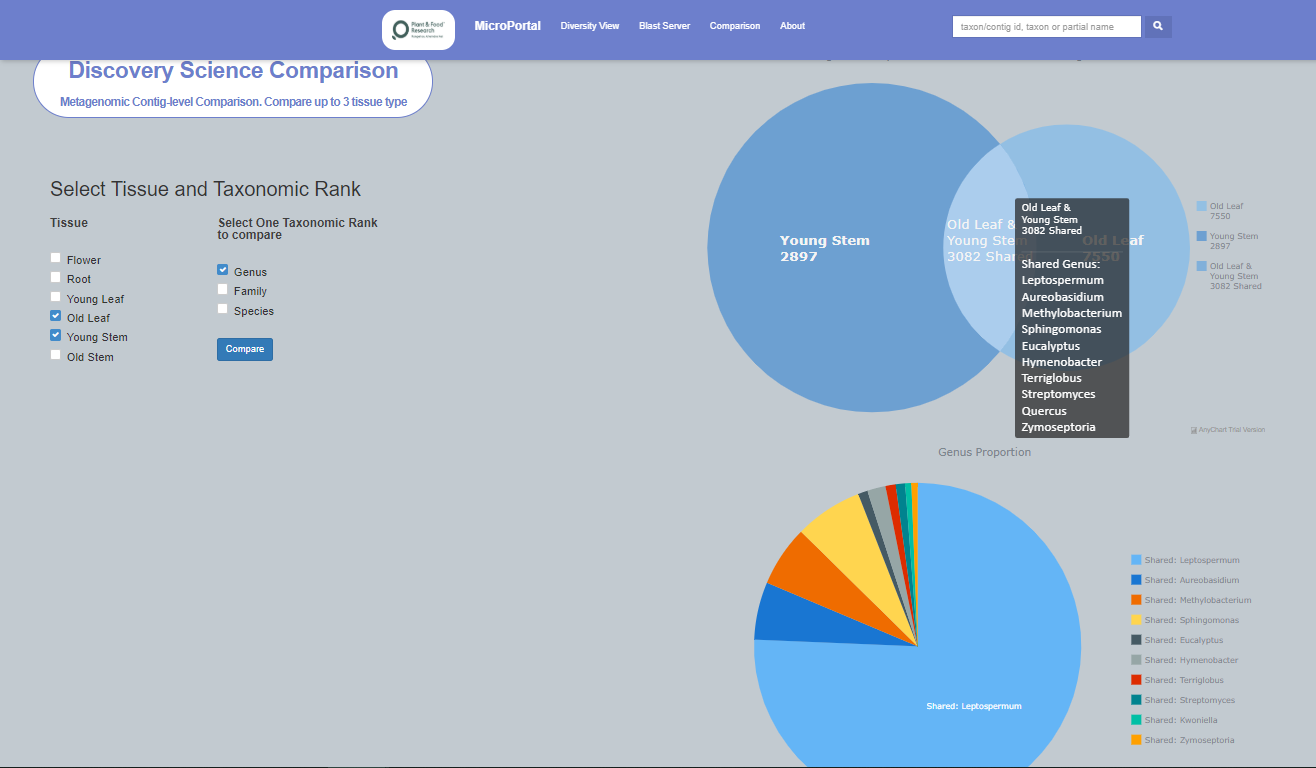 Plant & Food
Research
MicroPortal
Diversity View
Blast Server
Comparison
About
taxon/contig id, taxon or partial name
Discovery Science Comparison
Metagenomic Contig-level Comparison. Compare up to 3 tissue type
Select Tissue and Taxonomic Rank
Tissue
Flower
Root
Young Leaf
Old Leaf
Young Stem
Old Stem
Select One Taxonomic Rank
to compare
Genus
Family
Species
Compare
Young Stem
2897
Old Leaf &
Young Stem
3082 Shared
Old Leaf
7550
Old Leaf &
Young Stem
3082 Shared
Shared Genus:
Leptospermum
Aureobasidium
Methylobacterium
Sphingomonas
Eucalyptus
Hymenobacter
Terriglobus
Streptomyces
Quercus
Zymoseptoria
Old Leaf
7550
Young Stem
2897
Old Leaf &
Young Stem
3082 Shared
AnyChart Trial Version
Genus Proportion
Shared: Leptospermum
Shared: Leptospermum
Shared: Aureobasidium
Shared: Methylobacterium
Shared: Sphingomonas
Shared: Eucalyptus
Shared: Hymenobacter
Shared: Terriglobus
Shared: Streptomyces
Shared: Kwoniella
Shared: Zymoseptoria